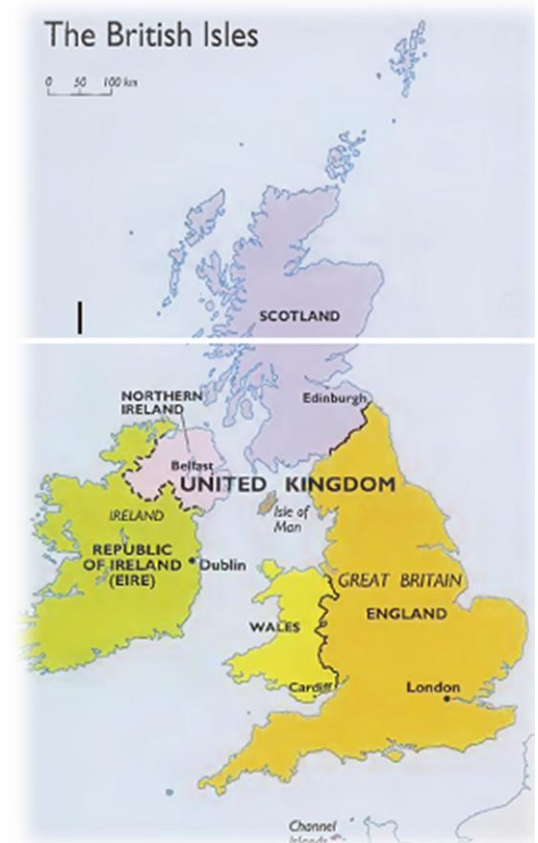 The British Isles
0 50 100 km
SCOTLAND
NORTHERN
IRELAND
Edinburgh
Belfast
UNITED KINGDOM
IRELAND
Isle of
Man
REPUBLIC
OF IRELAND
(EIRE)
Dublin
GREAT BRITAIN
ENGLAND
WALES
Cardiff
London
Channel
Islands